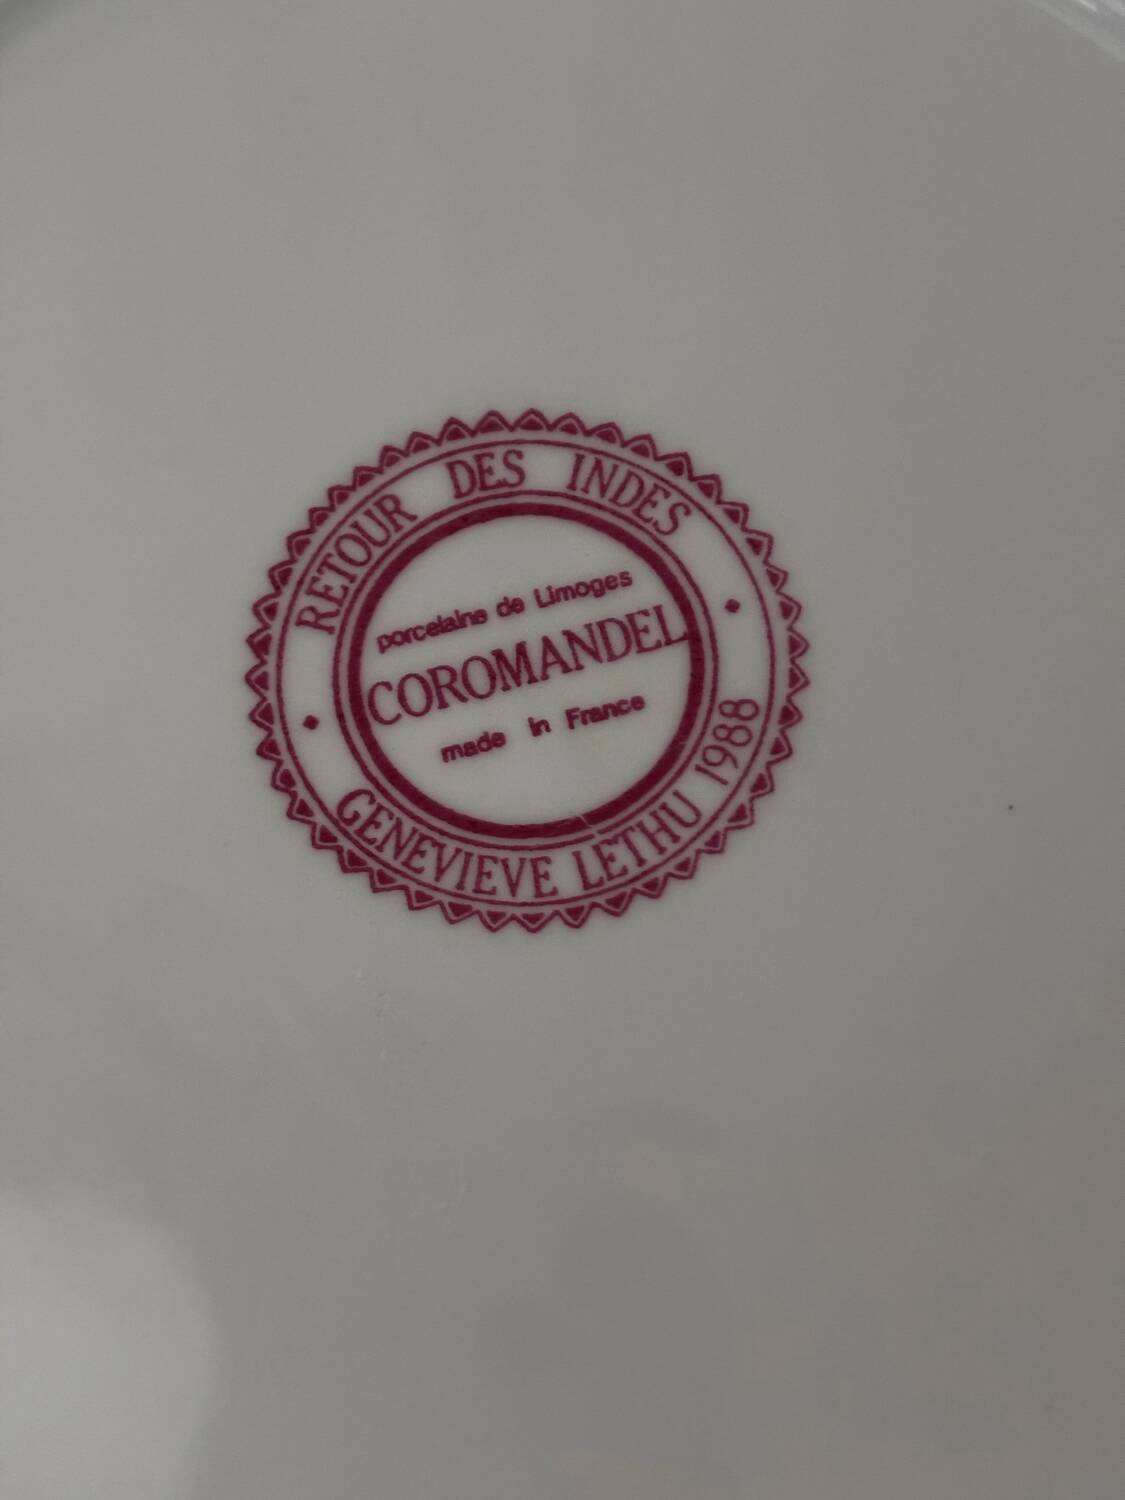 RETOUR DES INDES
porcelaine de Limoges
COROMANDEL
made in France
GENEVIEVE LETHU 1988